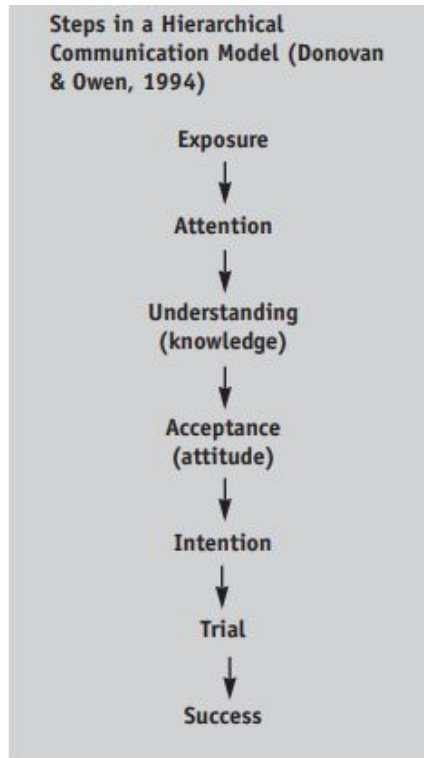 Steps in a Hierarchical
Communication Model (Donovan
& Owen, 1994)
Exposure
Attention
Understanding
(knowledge)
Acceptance
(attitude)
Intention
Trial
Success